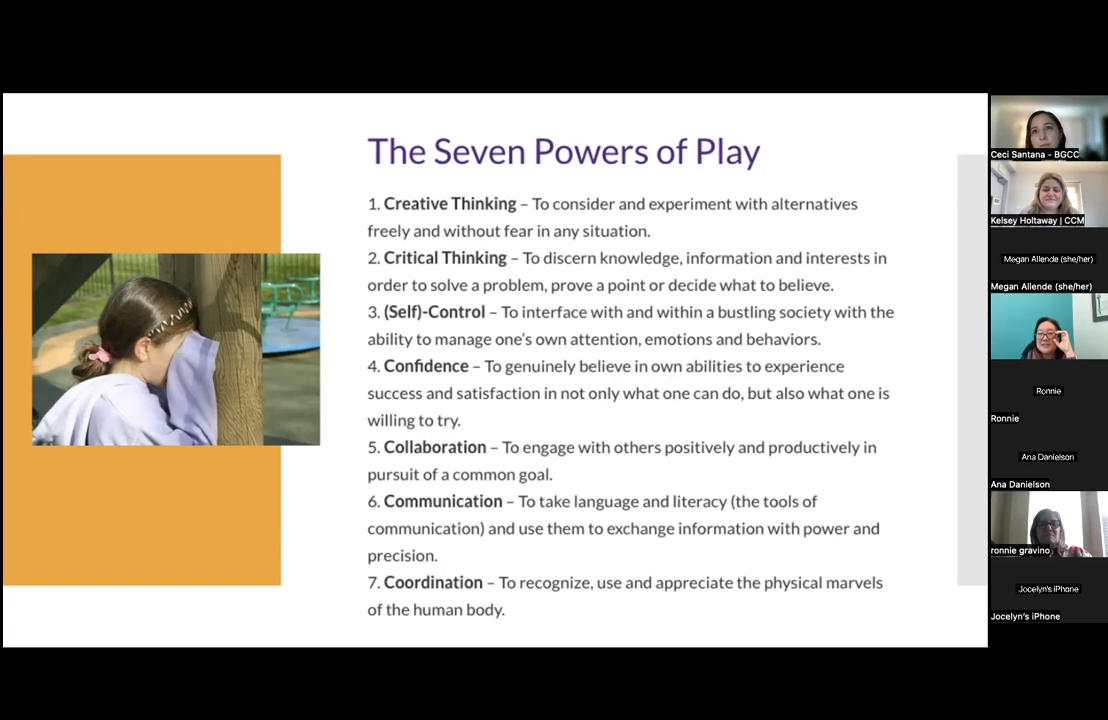 The Seven Powers of Play
1. Creative Thinking – To consider and experiment with alternatives
freely and without fear in any situation.
2. Critical Thinking – To discern knowledge, information and interests in
order to solve a problem, prove a point or decide what to believe.
3. (Self)-Control – To interface with and within a bustling society with the
ability to manage one's own attention, emotions and behaviors.
4. Confidence – To genuinely believe in own abilities to experience
success and satisfaction in not only what one can do, but also what one is
willing to try.
5. Collaboration – To engage with others positively and productively in
pursuit of a common goal.
6. Communication – To take language and literacy (the tools of
communication) and use them to exchange information with power and
precision.
7. Coordination – To recognize, use and appreciate the physical marvels
of the human body.
Ceci Santana - BGCC
Kelsey Holtaway | CCM
Megan Allende (she/her)
Megan Allende (she/her)
Ronnie
Ronnie
Ana Danielson
Ana Danielson
ronnie gravino
Jocelyn's iPhone
Jocelyn's iPhone